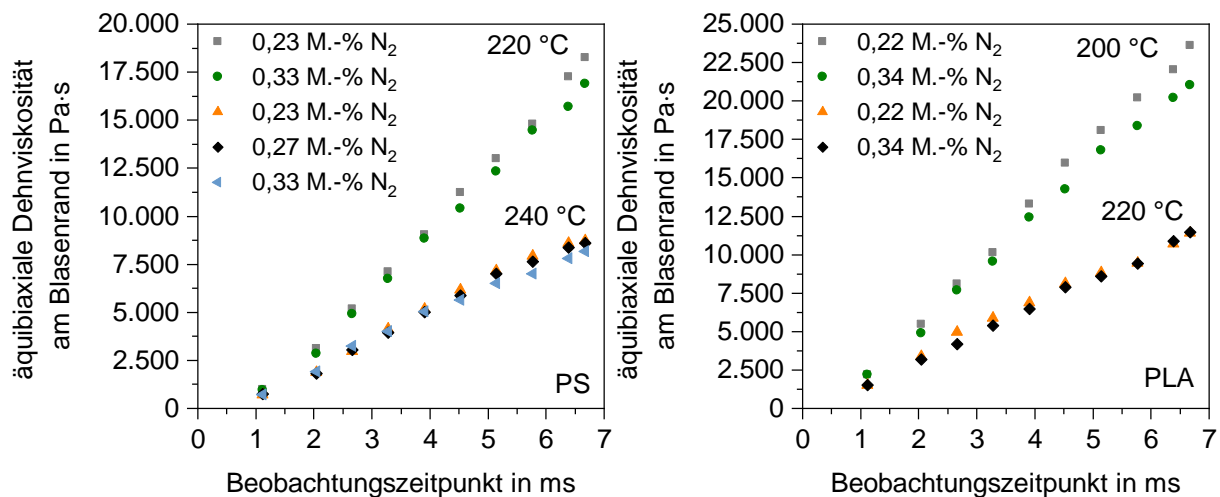 äquibiaxiale Dehnviskosität
am Blasenrand in Pa·s
20.000
17.500
15.000
12.500
10.000
7.500
5.000
2.500
0
0,23 M.-% N₂
0,33 M.-% N₂
0,23 M.-% N₂
0,27 M.-% N₂
0,33 M.-% N₂
220 °C
240 °C
PS
0 1 2 3 4 5 6 7
Beobachtungszeitpunkt in ms
äquibiaxiale Dehnviskosität
am Blasenrand in Pa·s
25.000
22.500
20.000
17.500
15.000
12.500
10.000
7.500
5.000
2.500
0
0,22 M.-% N₂
0,34 M.-% N₂
0,22 M.-% N₂
0,34 M.-% N₂
200 °C
220 °C
PLA
0 1 2 3 4 5 6 7
Beobachtungszeitpunkt in ms